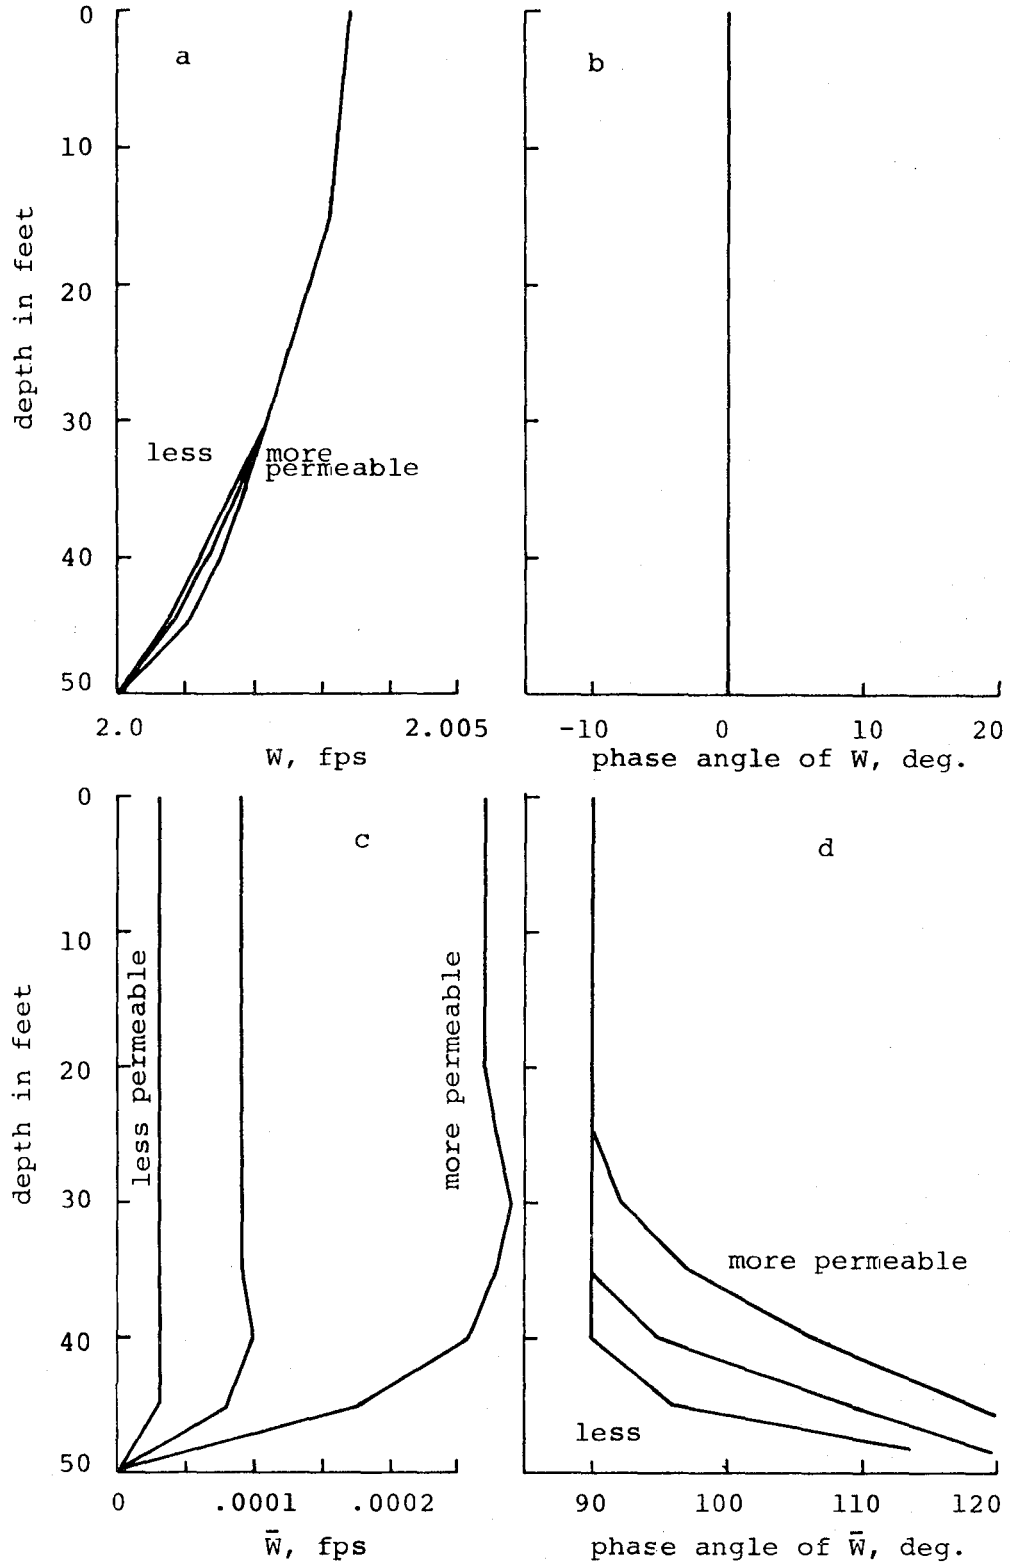 a
b
0
10
20
30
40
50
depth in feet
less
more
permeable
2.0
2.005
W, fps
-10
0
10
20
phase angle of W, deg.
c
d
0
10
20
30
40
50
depth in feet
less permeable
more permeable
more permeable
less
0
.0001
.0002
W̄, fps
90
100
110
120
phase angle of W̄, deg.